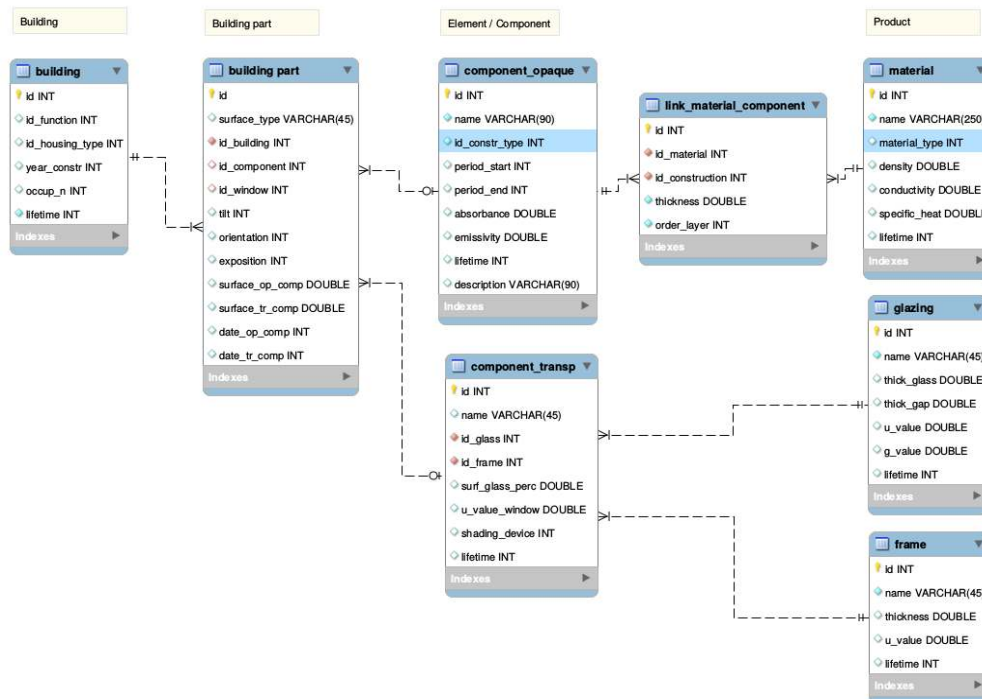 Building
Building part
Element / Component
Product
building
id INT
id_function INT
id_housing_type INT
year_constr INT
occup_n INT
lifetime INT
Indexes
building part
id
surface_type VARCHAR(45)
id_building INT
id_component INT
id_window INT
tilt INT
orientation INT
exposition INT
surface_op_comp DOUBLE
surface_tr_comp DOUBLE
date_op_comp INT
date_tr_comp INT
Indexes
component_opaque
id INT
name VARCHAR(90)
id_constr_type INT
period_start INT
period_end INT
absorbance DOUBLE
emissivity DOUBLE
lifetime INT
description VARCHAR(90)
Indexes
component_transp
id INT
name VARCHAR(45)
id_glass INT
id_frame INT
surf_glass_perc DOUBLE
u_value_window DOUBLE
shading_device INT
lifetime INT
Indexes
link_material_component
id INT
id_material INT
id_construction INT
thickness DOUBLE
order_layer INT
Indexes
material
id INT
name VARCHAR(250
material_type INT
density DOUBLE
conductivity DOUBLE
specific_heat DOUBL
lifetime INT
Indexes
glazing
id INT
name VARCHAR(45)
thick_glass DOUBLE
thick_gap DOUBLE
u_value DOUBLE
g_value DOUBLE
lifetime INT
Indexes
frame
id INT
name VARCHAR(45
thickness DOUBLE
u_value DOUBLE
lifetime INT
Indexes